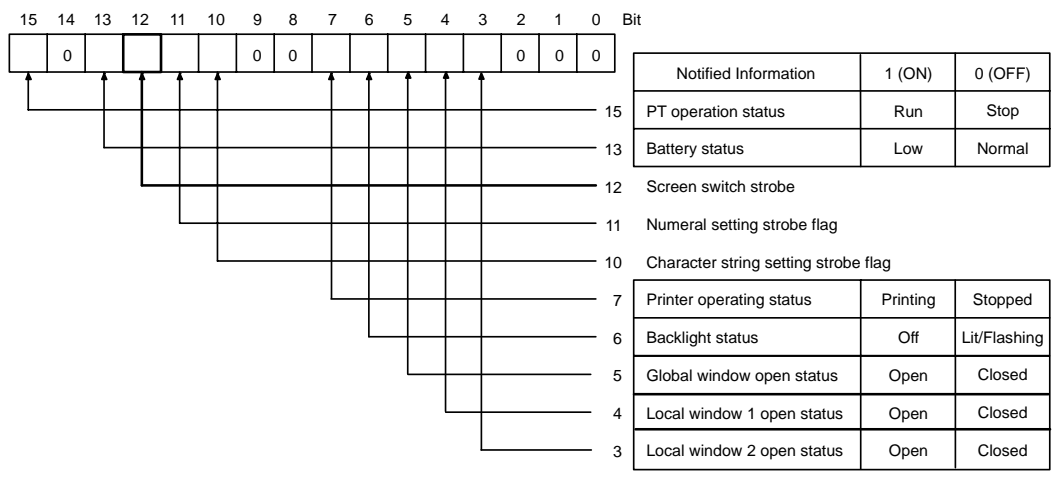 15 14 13 12 11 10 9 8 7 6 5 4 3 2 1 0 Bit
0 0 0 0 0 0
Notified Information 1 (ON) 0 (OFF)
15 PT operation status Run Stop
13 Battery status Low Normal
12 Screen switch strobe
11 Numeral setting strobe flag
10 Character string setting strobe flag
7 Printer operating status Printing Stopped
6 Backlight status Off Lit/Flashing
5 Global window open status Open Closed
4 Local window 1 open status Open Closed
3 Local window 2 open status Open Closed